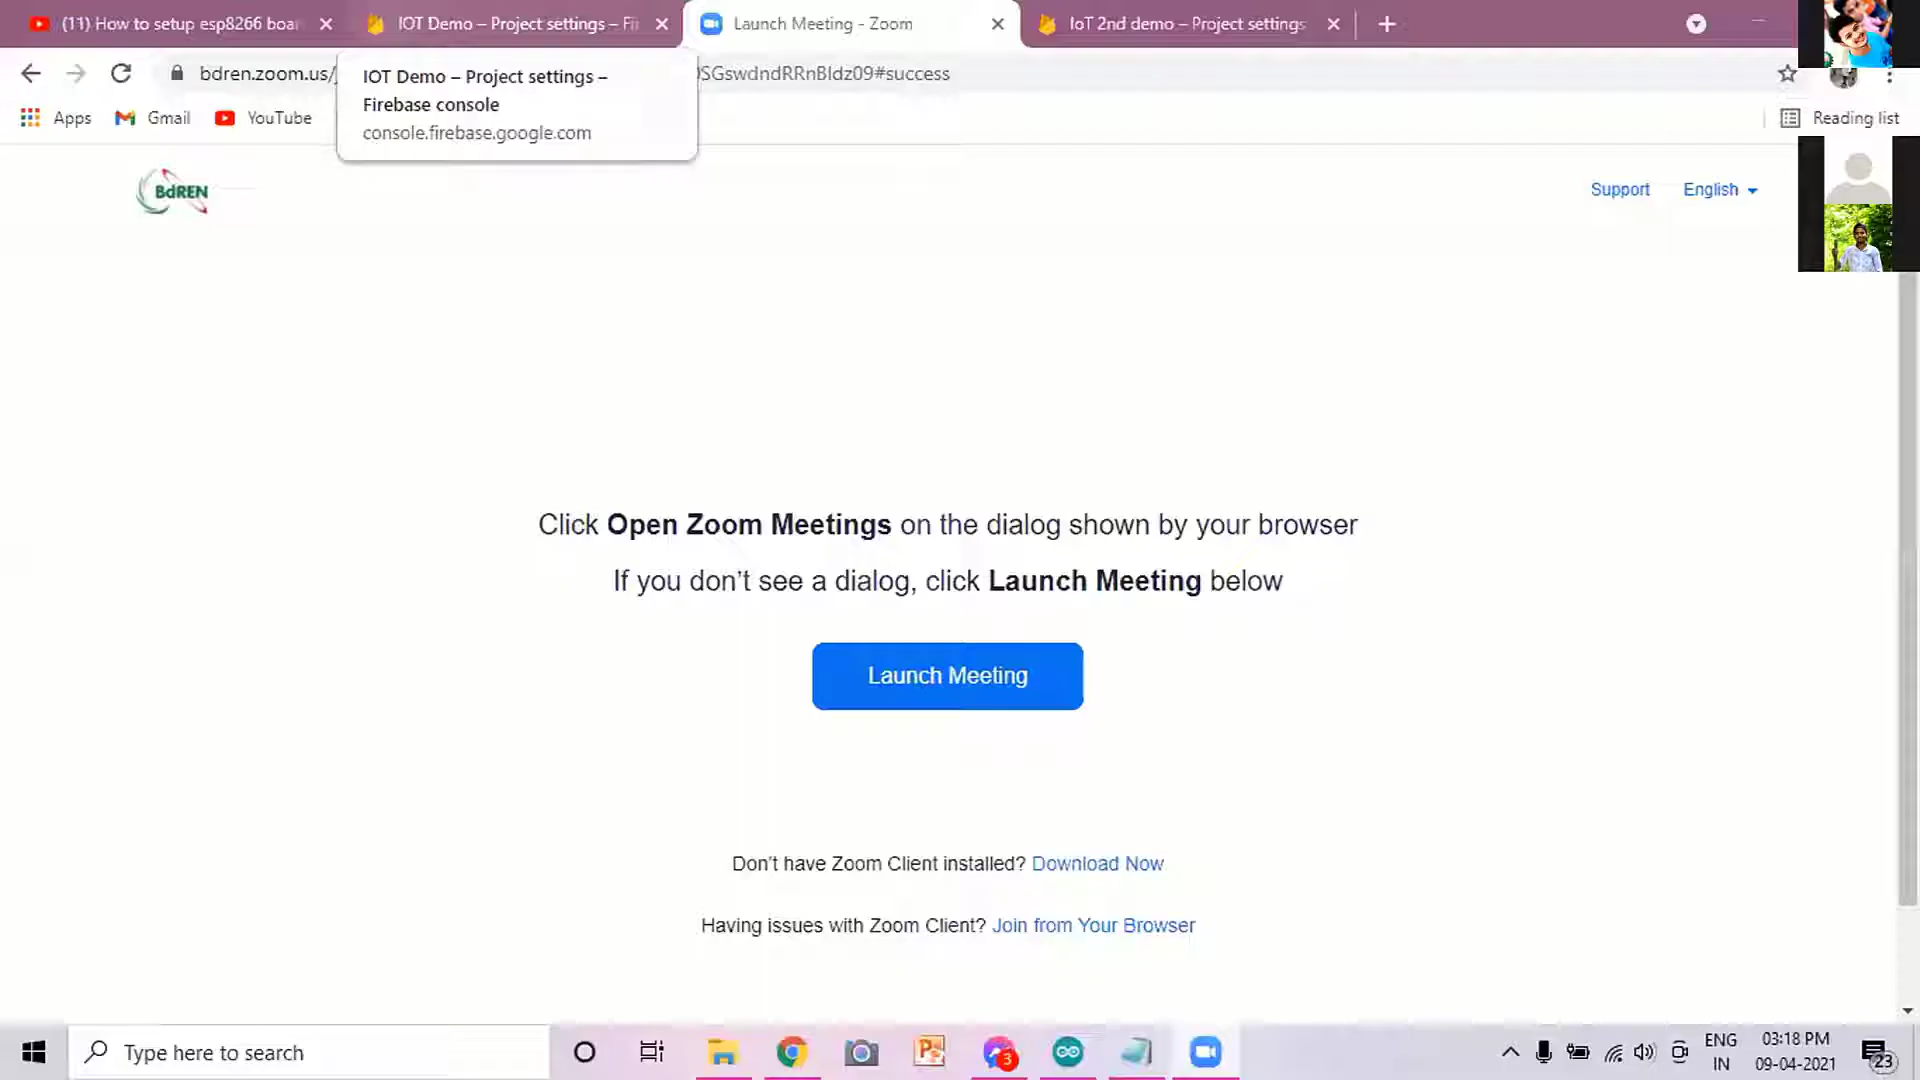 (11) How to setup esp8266 boar
IOT Demo – Project settings – Fi
Launch Meeting - Zoom
IoT 2nd demo – Project settings
bdren.zoom.us/
SGswdndRRnBldz09#success
IOT Demo – Project settings –
Firebase console
console.firebase.google.com
Apps
Gmail
YouTube
Reading list
BdREN
Support
English
Click Open Zoom Meetings on the dialog shown by your browser
If you don’t see a dialog, click Launch Meeting below
Launch Meeting
Don’t have Zoom Client installed? Download Now
Having issues with Zoom Client? Join from Your Browser
Type here to search
3
ENG
IN
03:18 PM
09-04-2021
23